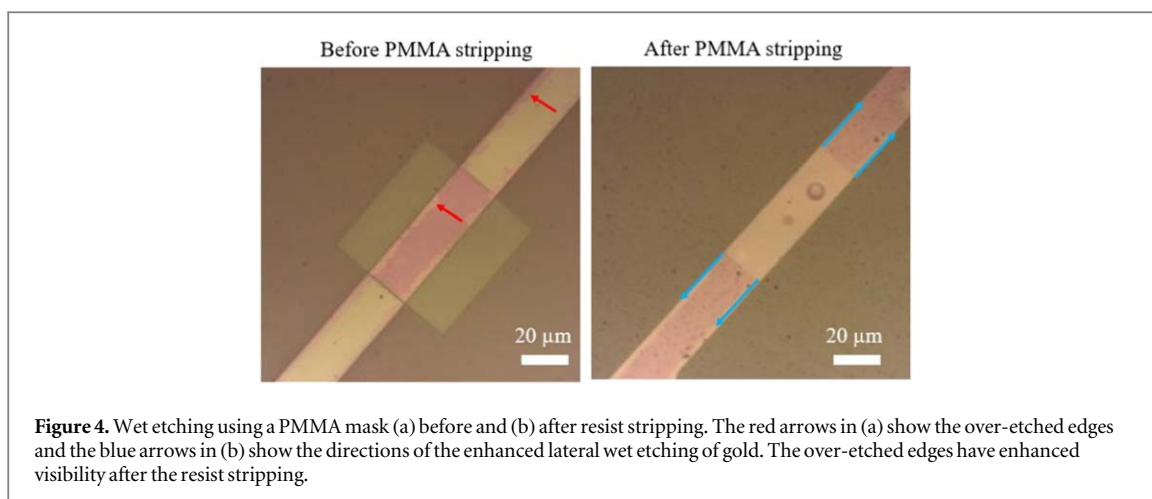 Before PMMA stripping
After PMMA stripping
20 µm
20 µm
Figure 4. Wet etching using a PMMA mask (a) before and (b) after resist stripping. The red arrows in (a) show the over-etched edges
and the blue arrows in (b) show the directions of the enhanced lateral wet etching of gold. The over-etched edges have enhanced
visibility after the resist stripping.